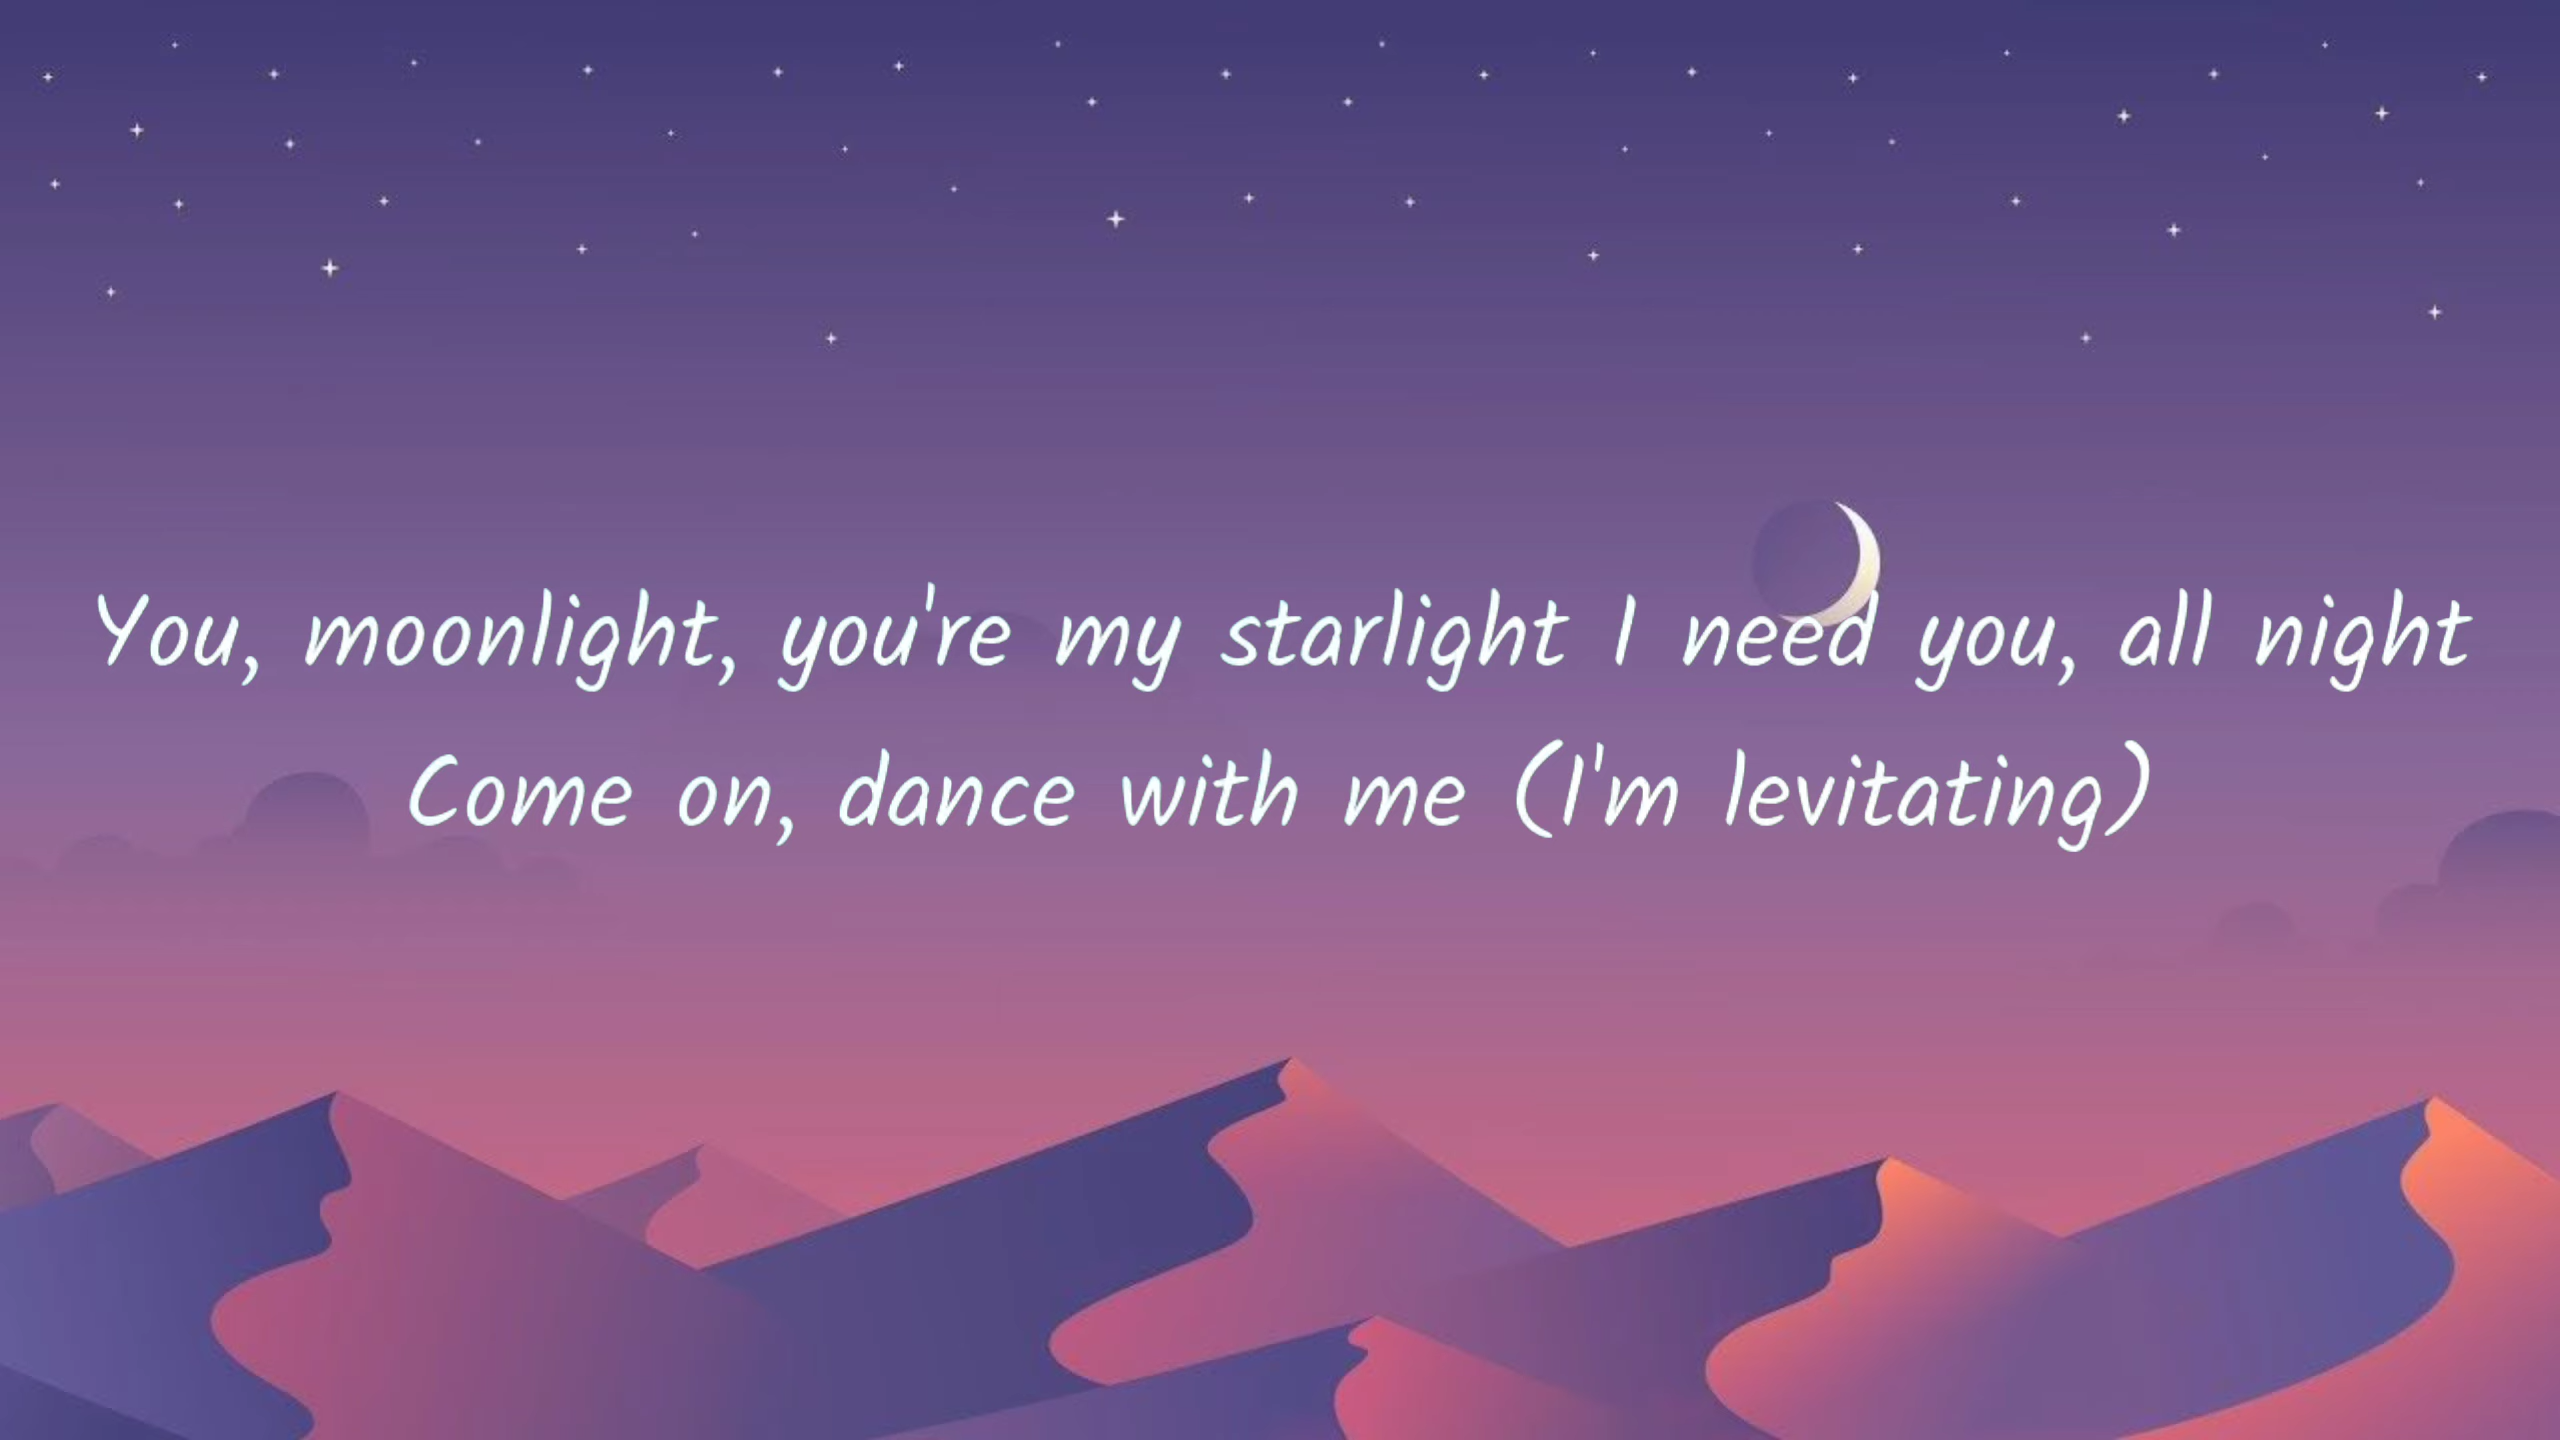 You, moonlight, you're my starlight I need you, all night
Come on, dance with me (I'm levitating)